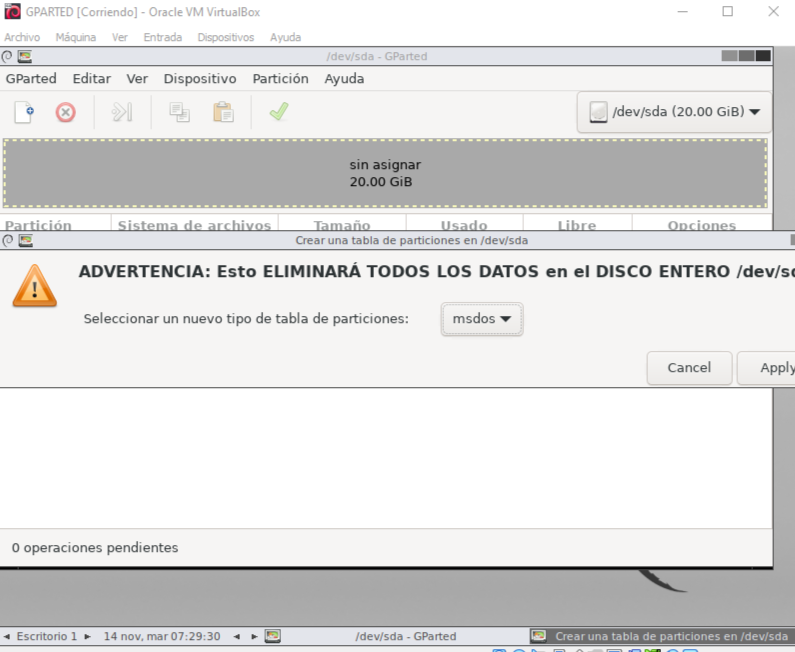 GPARTED [Corriendo] - Oracle VM VirtualBox
Archivo Máquina Ver Entrada Dispositivos Ayuda
/dev/sda - GParted
GParted Editar Ver Dispositivo Partición Ayuda
/dev/sda (20.00 GiB)
sin asignar
20.00 GiB
Partición Sistema de archivos Tamaño Usado Libre Opciones
Crear una tabla de particiones en /dev/sda
ADVERTENCIA: Esto ELIMINARÁ TODOS LOS DATOS en el DISCO ENTERO
Seleccionar un nuevo tipo de tabla de particiones: msdos
Cancel Apply
0 operaciones pendientes
Escritorio 1 14 nov, mar 07:29:30 /dev/sda - GParted Crear una tabla de particiones en /dev/sda